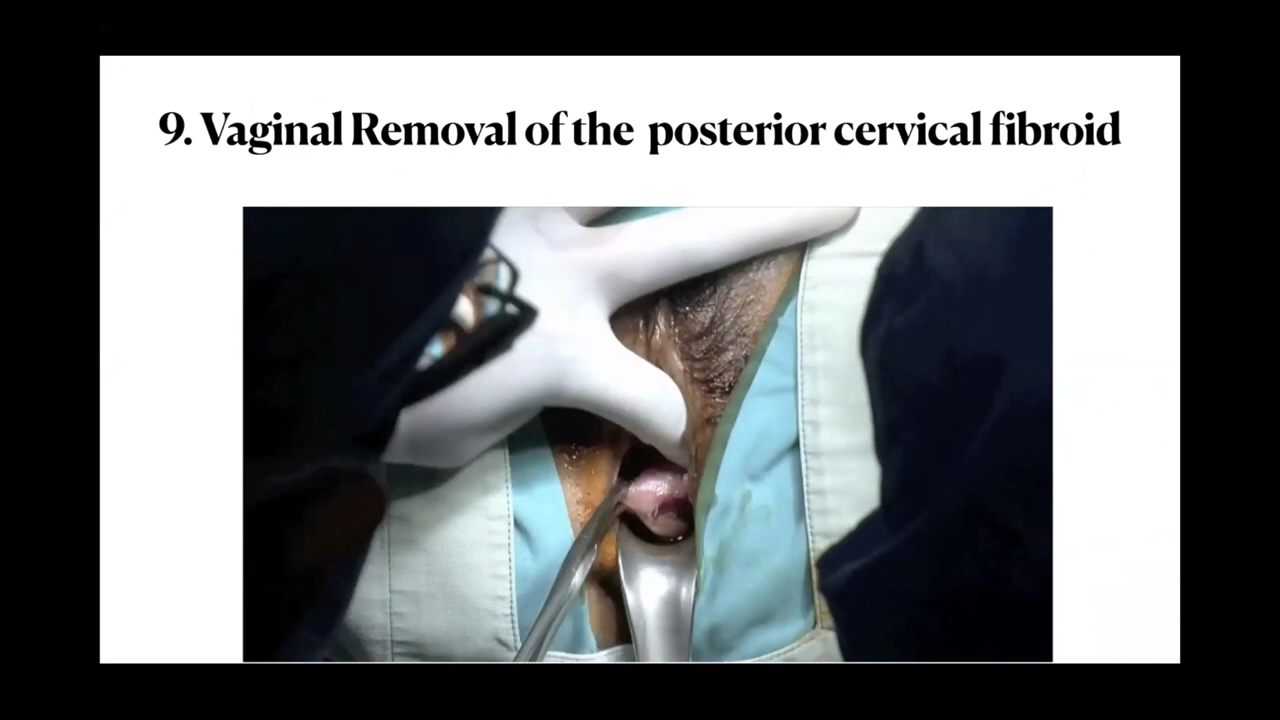 9. Vaginal Removal of the posterior cervical fibroid